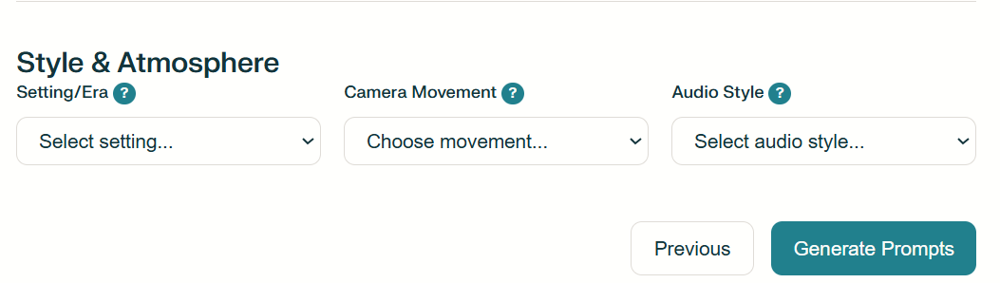 Style & Atmosphere
Setting/Era ? Camera Movement ? Audio Style ?
Select setting... Choose movement... Select audio style...
Previous Generate Prompts